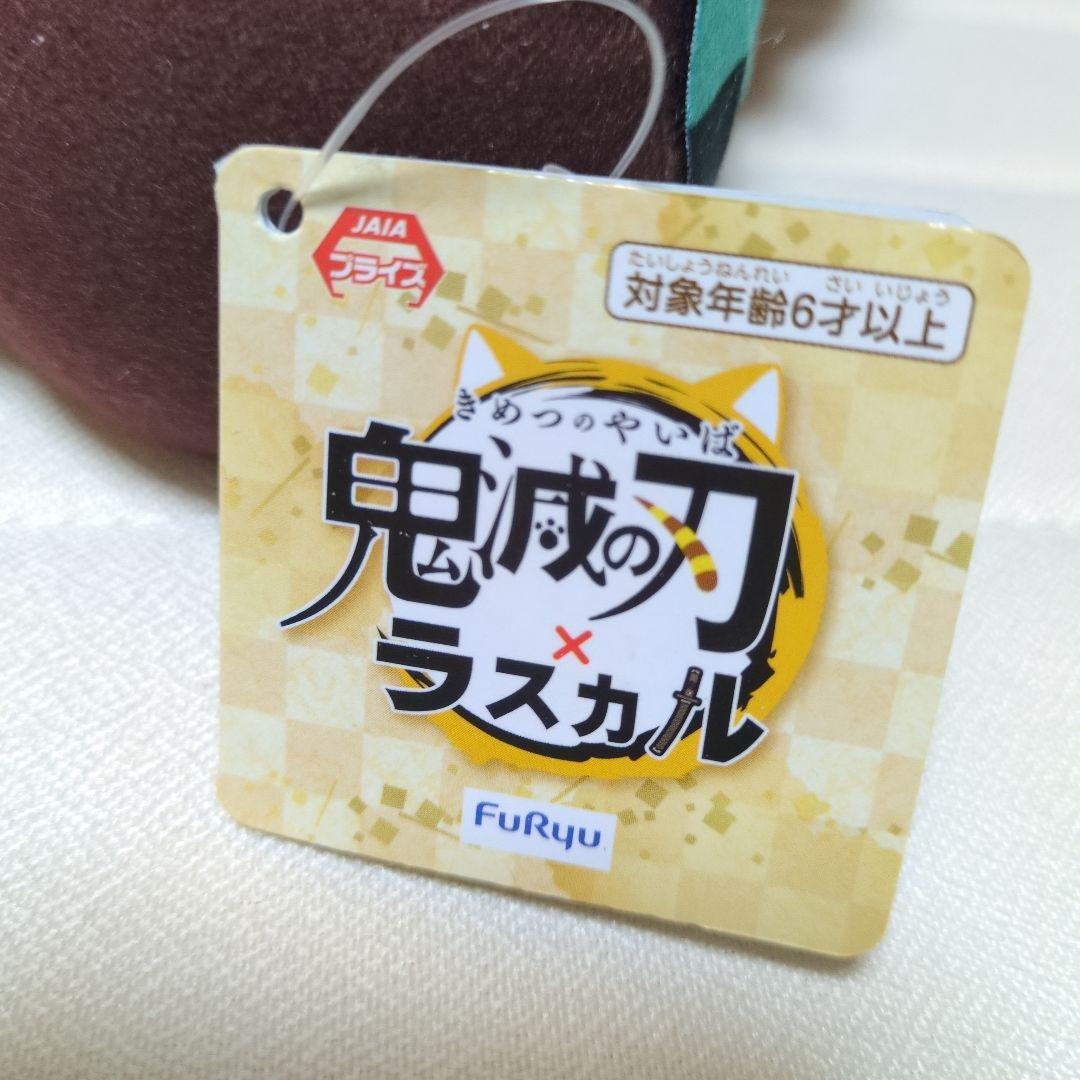 JAIA
プライズ
たいしょうねんれい さい いじょう
対象年齢6才以上
きめつのやいば
鬼滅の刃
×
ラスカル
FuRyu